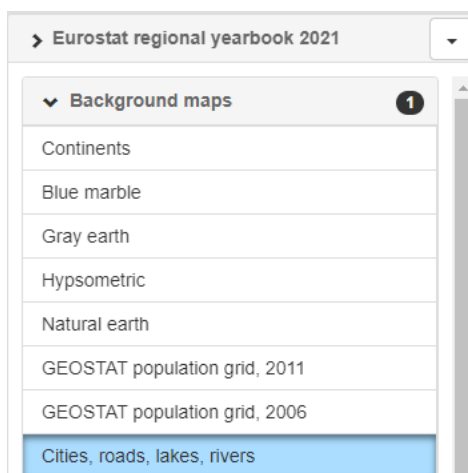 Eurostat regional yearbook 2021
Background maps 1
Continents
Blue marble
Gray earth
Hypsometric
Natural earth
GEOSTAT population grid, 2011
GEOSTAT population grid, 2006
Cities, roads, lakes, rivers